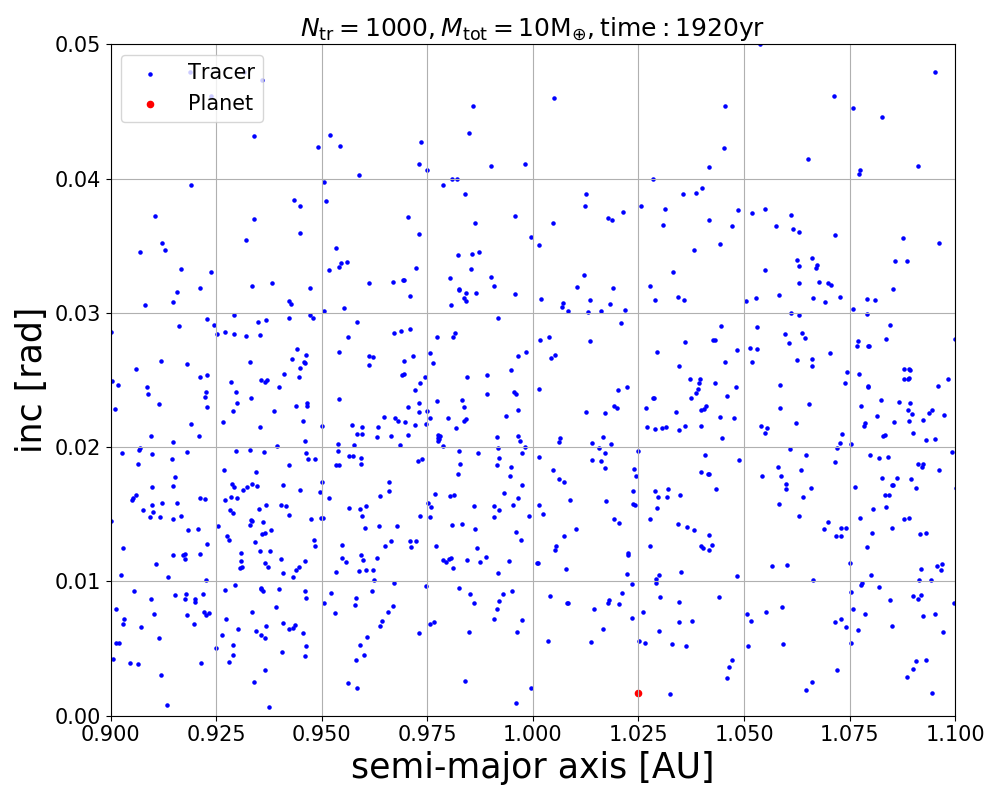 N_tr = 1000, M_tot = 10M_⊕, time : 1920yr
Tracer
Planet
inc [rad]
0.05
0.04
0.03
0.02
0.01
0.00
0.900 0.925 0.950 0.975 1.000 1.025 1.050 1.075 1.100
semi-major axis [AU]